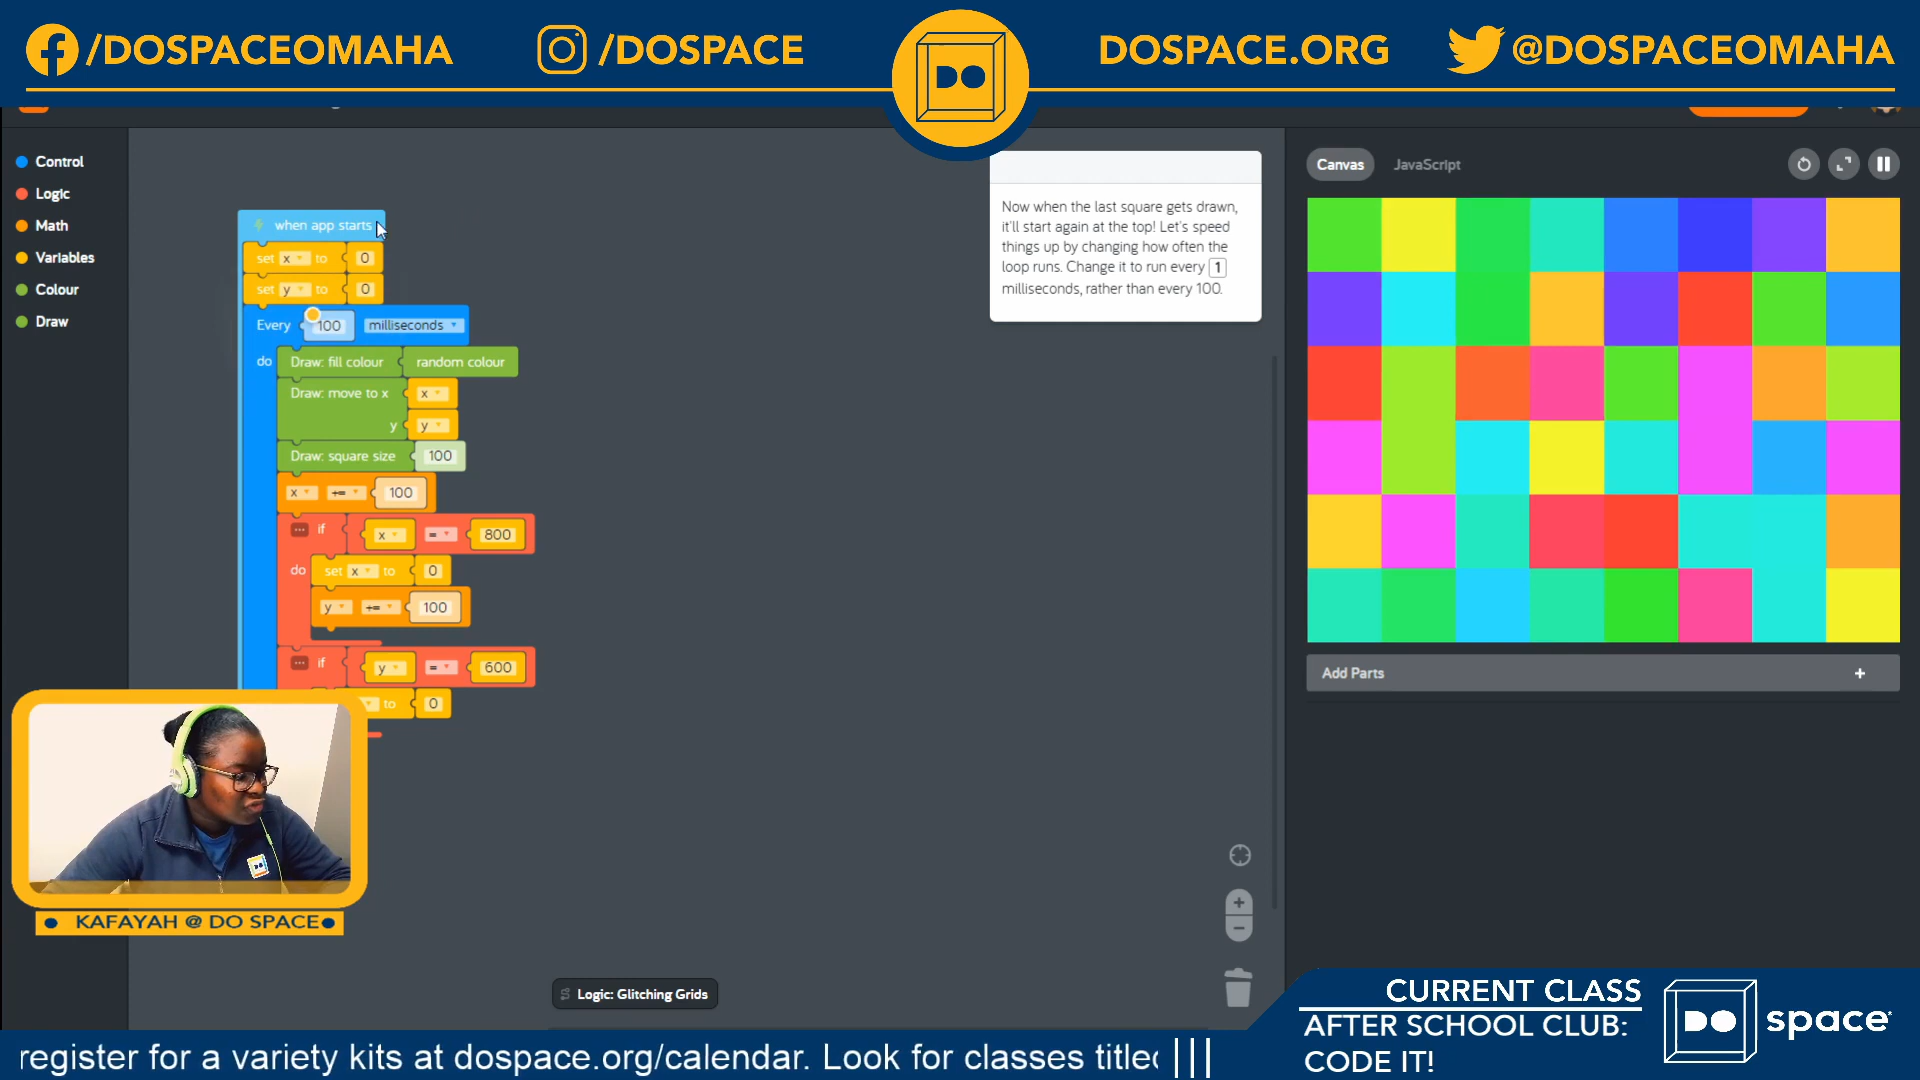 /DOSPACEOMAHA
/DOSPACE
DO
DOSPACE.ORG
@DOSPACEOMAHA
Control
Logic
Math
Variables
Colour
Draw
when app starts
set x to 0
set y to 0
Every 100 milliseconds
do Draw: fill colour random colour
Draw: move to x x
y y
Draw: square size 100
x += 100
if x = 800
do set x to 0
y += 100
if y = 600
to 0
Now when the last square gets drawn,
it'll start again at the top! Let's speed
things up by changing how often the
loop runs. Change it to run every 1
milliseconds, rather than every 100.
Canvas
JavaScript
Add Parts
+
KAFAYAH @ DO SPACE
Logic: Glitching Grids
CURRENT CLASS
AFTER SCHOOL CLUB:
CODE IT!
DO space
register for a variety kits at dospace.org/calendar. Look for classes titled